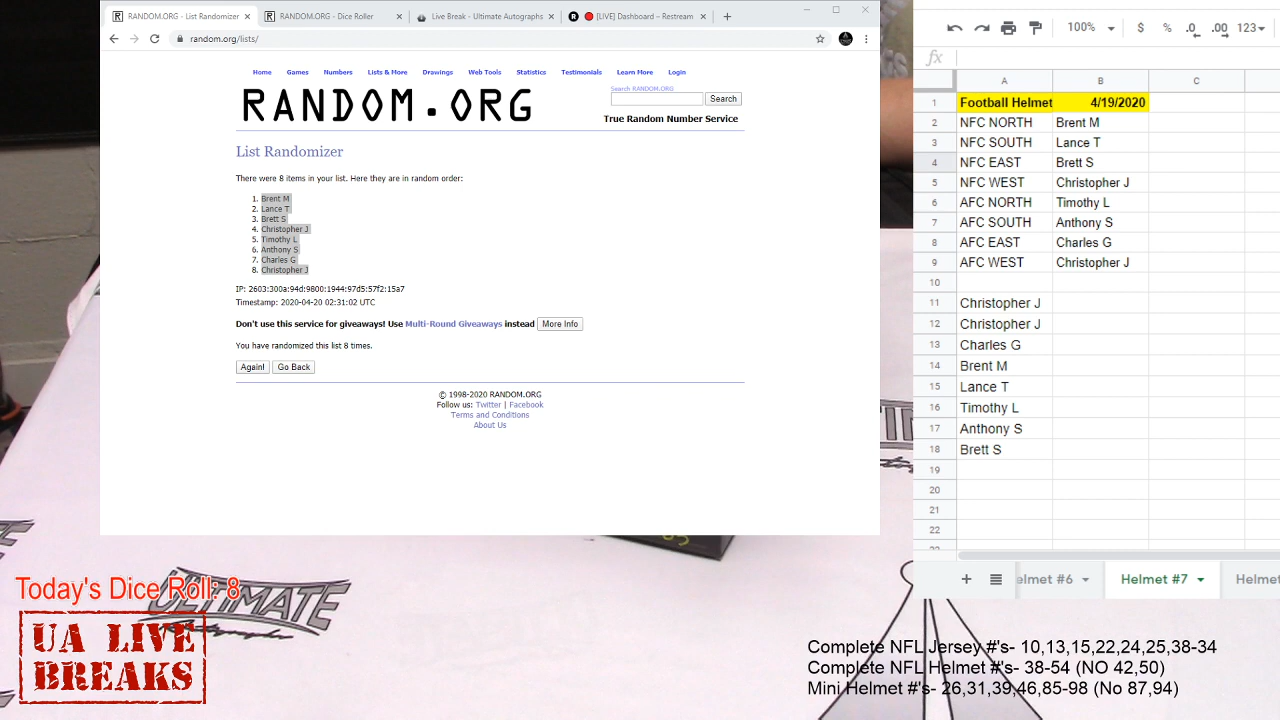 RANDOM.ORG - List Randomizer
RANDOM.ORG - Dice Roller
Live Break - Ultimate Autographs
[LIVE] Dashboard – Restream
random.org/lists/
Home Games Numbers Lists & More Drawings Web Tools Statistics Testimonials Learn More Login
RANDOM.ORG
Search RANDOM.ORG
Search
True Random Number Service
List Randomizer
There were 8 items in your list. Here they are in random order:
1. Brent M
2. Lance T
3. Brett S
4. Christopher J
5. Timothy L
6. Anthony S
7. Charles G
8. Christopher J
IP: 2603:300a:94d:9800:1944:97d5:57f2:15a7
Timestamp: 2020-04-20 02:31:02 UTC
Don't use this service for giveaways! Use Multi-Round Giveaways instead More Info
You have randomized this list 8 times.
Again! Go Back
© 1998-2020 RANDOM.ORG
Follow us: Twitter | Facebook
Terms and Conditions
About Us
100% $ % .0 .00 123
fx
A B C
1 Football Helmet 4/19/2020
2 NFC NORTH Brent M
3 NFC SOUTH Lance T
4 NFC EAST Brett S
5 NFC WEST Christopher J
6 AFC NORTH Timothy L
7 AFC SOUTH Anthony S
8 AFC EAST Charles G
9 AFC WEST Christopher J
10
11 Christopher J
12 Christopher J
13 Charles G
14 Brent M
15 Lance T
16 Timothy L
17 Anthony S
18 Brett S
19
20
21
22
elmet #6 Helmet #7 Helmet
Today's Dice Roll: 8
ULTIMATE
UA LIVE
BREAKS
Complete NFL Jersey #'s- 10,13,15,22,24,25,38-34
Complete NFL Helmet #'s- 38-54 (NO 42,50)
Mini Helmet #'s- 26,31,39,46,85-98 (No 87,94)